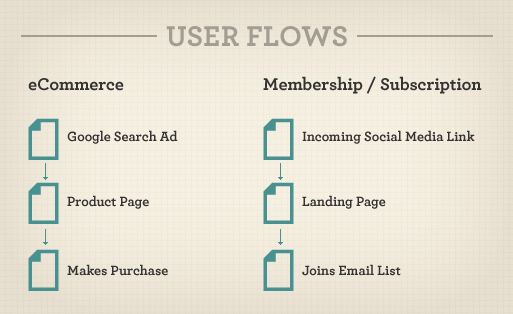 USER FLOWS
eCommerce
Google Search Ad
Product Page
Makes Purchase
Membership / Subscription
Incoming Social Media Link
Landing Page
Joins Email List